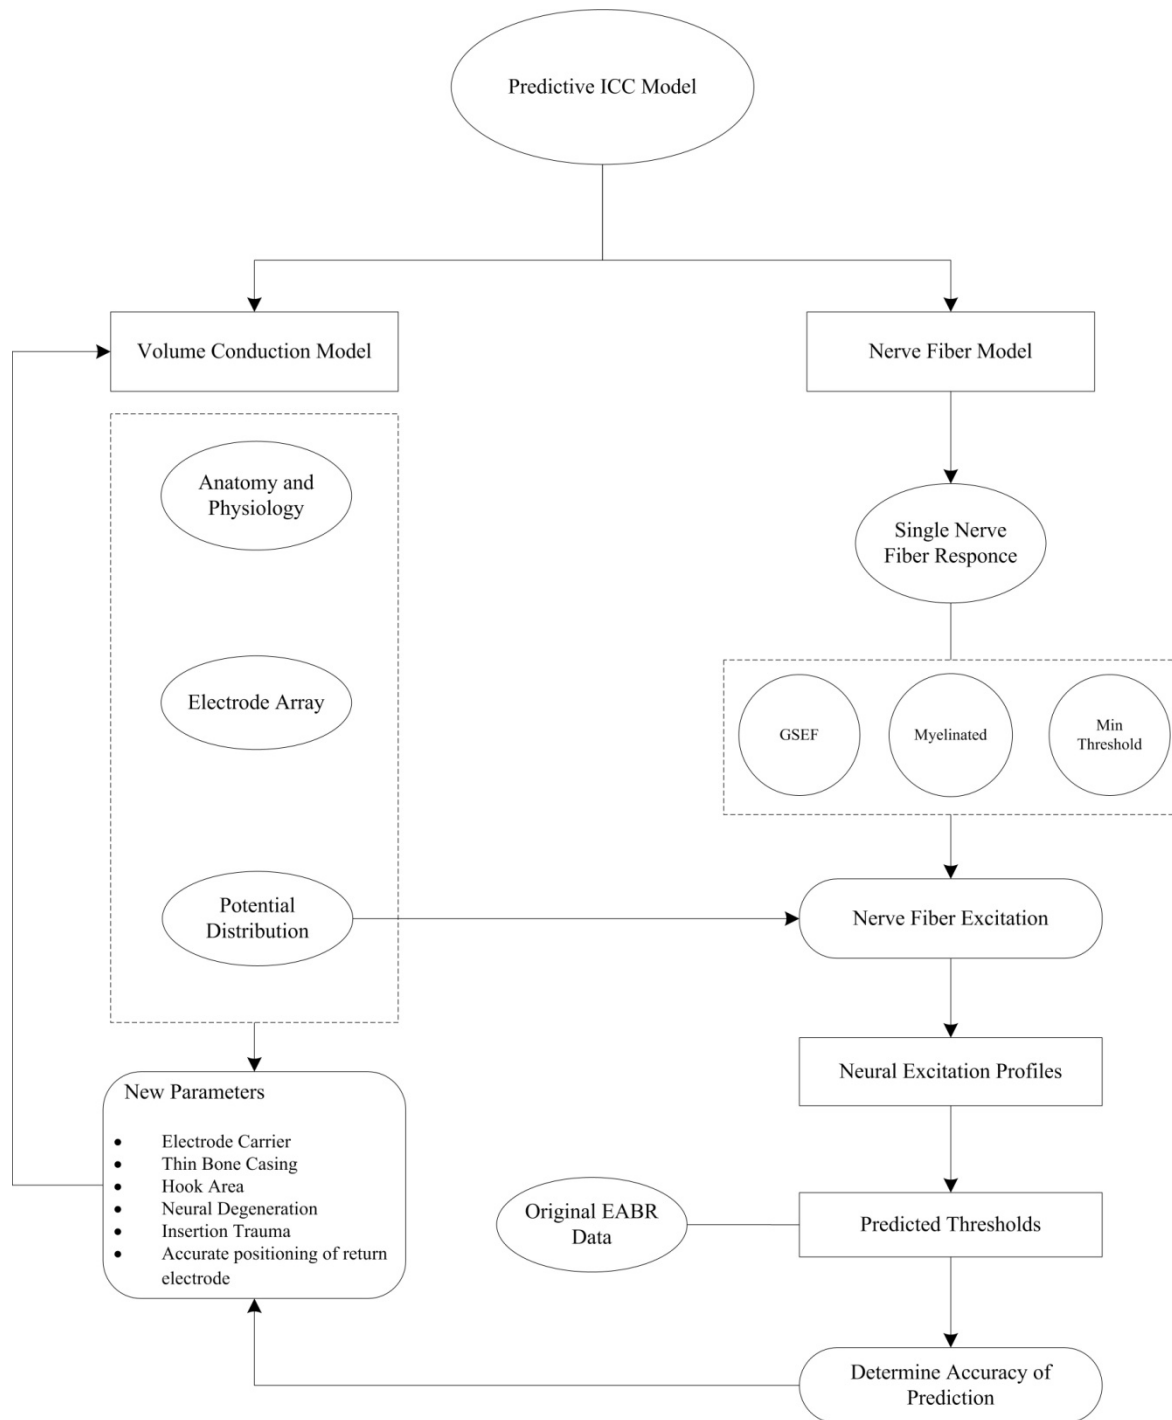 Predictive ICC Model
Volume Conduction Model
Nerve Fiber Model
Anatomy and
Physiology
Single Nerve
Fiber Responce
Electrode Array
GSEF
Myelinated
Min
Threshold
Potential
Distribution
Nerve Fiber Excitation
Neural Excitation Profiles
New Parameters
• Electrode Carrier
• Thin Bone Casing
• Hook Area
• Neural Degeneration
• Insertion Trauma
• Accurate positioning of return
electrode
Original EABR
Data
Predicted Thresholds
Determine Accuracy of
Prediction